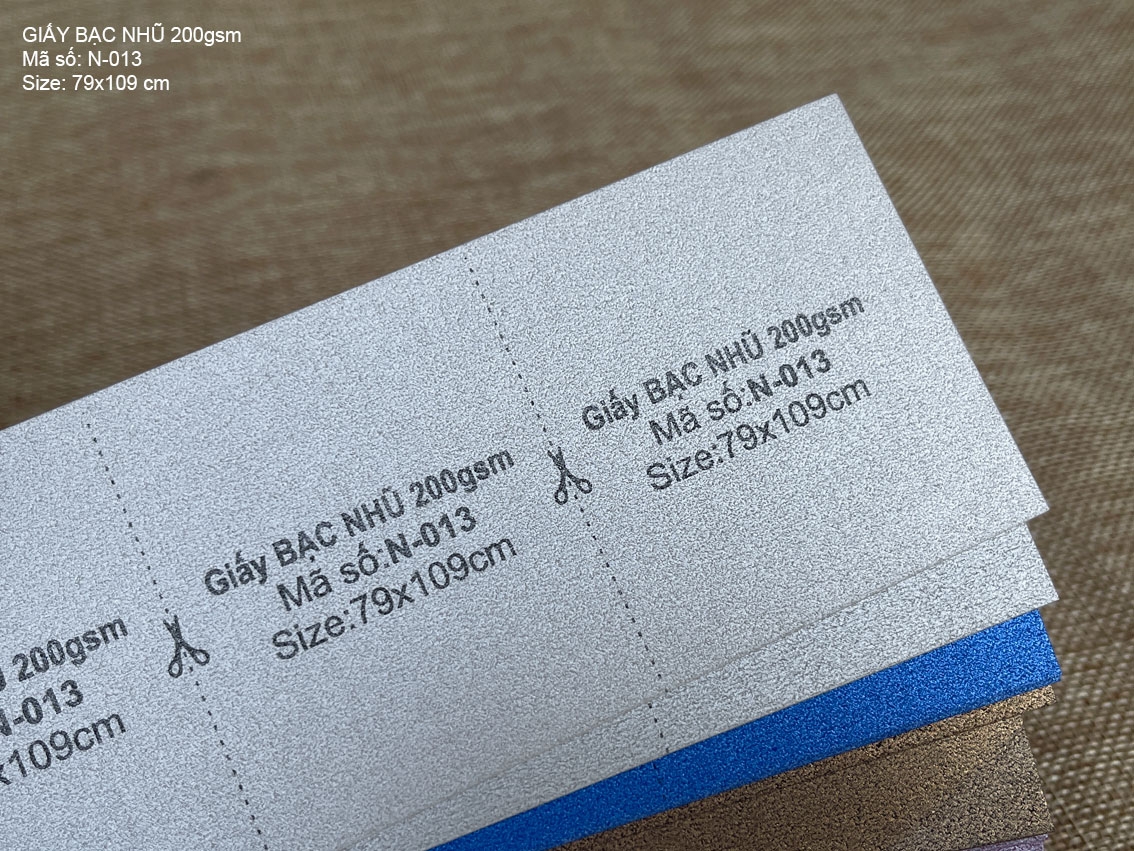 GIẤY BẠC NHŨ 200gsm
Mã số: N-013
Size: 79x109 cm
Giấy BẠC NHŨ 200gsm
Mã số:N-013
Size:79x109cm
Giấy BẠC NHŨ 200gsm
Mã số:N-013
Size:79x109cm
200gsm
N-013
x109cm